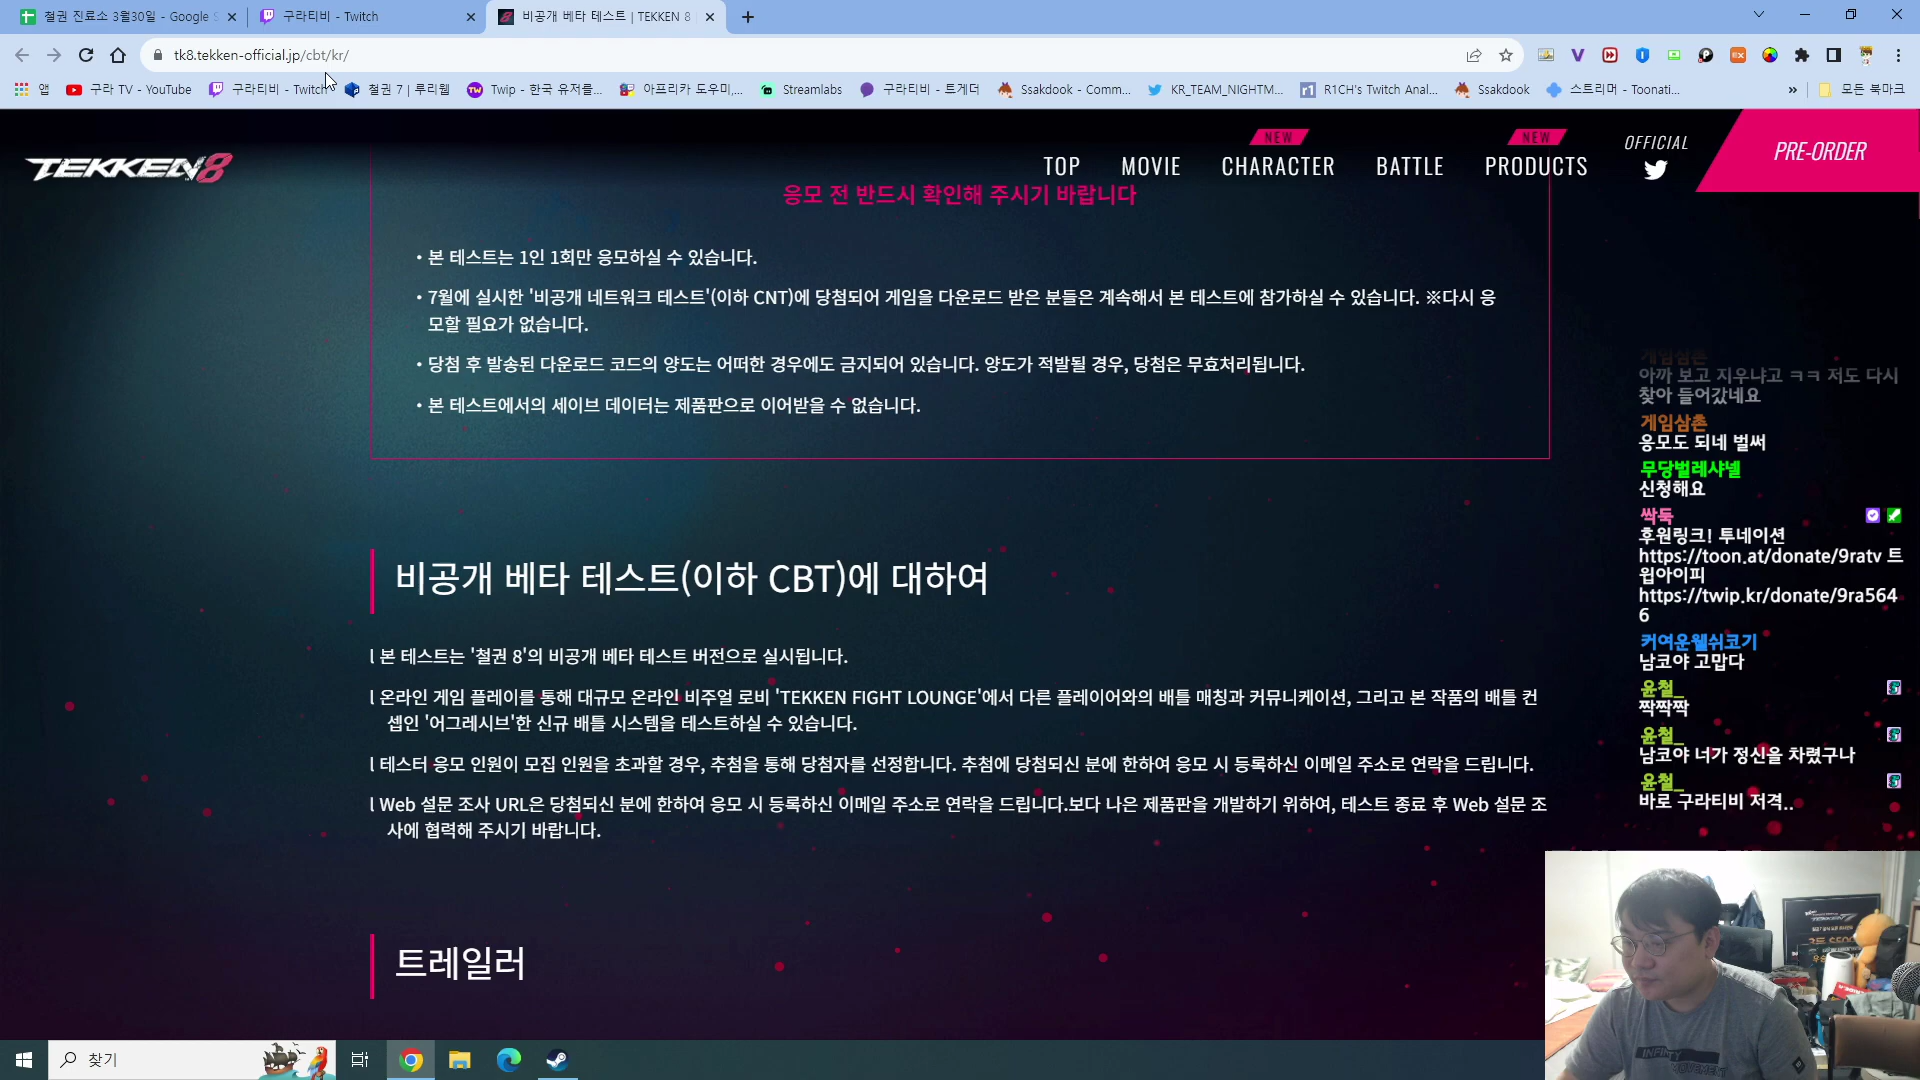 철권 진료소 3월30일 - Google S
구라티비 - Twitch
비공개 베타 테스트 | TEKKEN 8
tk8.tekken-official.jp/cbt/kr/
앱
구라 TV - YouTube
구라티비 - Twitch
철권 7 | 루리웹
Twip - 한국 유저를...
아프리카 도우미,...
Streamlabs
구라티비 - 트게더
Ssakdook - Comm...
KR_TEAM_NIGHTM...
R1CH's Twitch Anal...
Ssakdook
스트리머 - Toonati...
»
모든 북마크
TEKKEN 8
TOP
MOVIE
NEW
CHARACTER
BATTLE
NEW
PRODUCTS
OFFICIAL
PRE-ORDER
응모 전 반드시 확인해 주시기 바랍니다
• 본 테스트는 1인 1회만 응모하실 수 있습니다.
• 7월에 실시한 '비공개 네트워크 테스트'(이하 CNT)에 당첨되어 게임을 다운로드 받은 분들은 계속해서 본 테스트에 참가하실 수 있습니다. ※다시 응
모할 필요가 없습니다.
• 당첨 후 발송된 다운로드 코드의 양도는 어떠한 경우에도 금지되어 있습니다. 양도가 적발될 경우, 당첨은 무효처리됩니다.
• 본 테스트에서의 세이브 데이터는 제품판으로 이어받을 수 없습니다.
비공개 베타 테스트(이하 CBT)에 대하여
l 본 테스트는 '철권 8'의 비공개 베타 테스트 버전으로 실시됩니다.
l 온라인 게임 플레이를 통해 대규모 온라인 비주얼 로비 'TEKKEN FIGHT LOUNGE'에서 다른 플레이어와의 배틀 매칭과 커뮤니케이션, 그리고 본 작품의 배틀 컨
셉인 '어그레시브'한 신규 배틀 시스템을 테스트하실 수 있습니다.
l 테스터 응모 인원이 모집 인원을 초과할 경우, 추첨을 통해 당첨자를 선정합니다. 추첨에 당첨되신 분에 한하여 응모 시 등록하신 이메일 주소로 연락을 드립니다.
l Web 설문 조사 URL은 당첨되신 분에 한하여 응모 시 등록하신 이메일 주소로 연락을 드립니다.보다 나은 제품판을 개발하기 위하여, 테스트 종료 후 Web 설문 조
사에 협력해 주시기 바랍니다.
트레일러
게임삼촌
아까 보고 지우냐고 ㅋㅋ 저도 다시
찾아 들어갔네요
게임삼촌
응모도 되네 벌써
무당벌레샤넬
신청해요
싹둑
후원링크! 투네이션
https://toon.at/donate/9ratv 트
윕아이피
https://twip.kr/donate/9ra564
6
커여운웰쉬코기
남코야 고맙다
윤철_
짝짝짝
윤철_
남코야 너가 정신을 차렸구나
윤철_
바로 구라티비 저격..
찾기